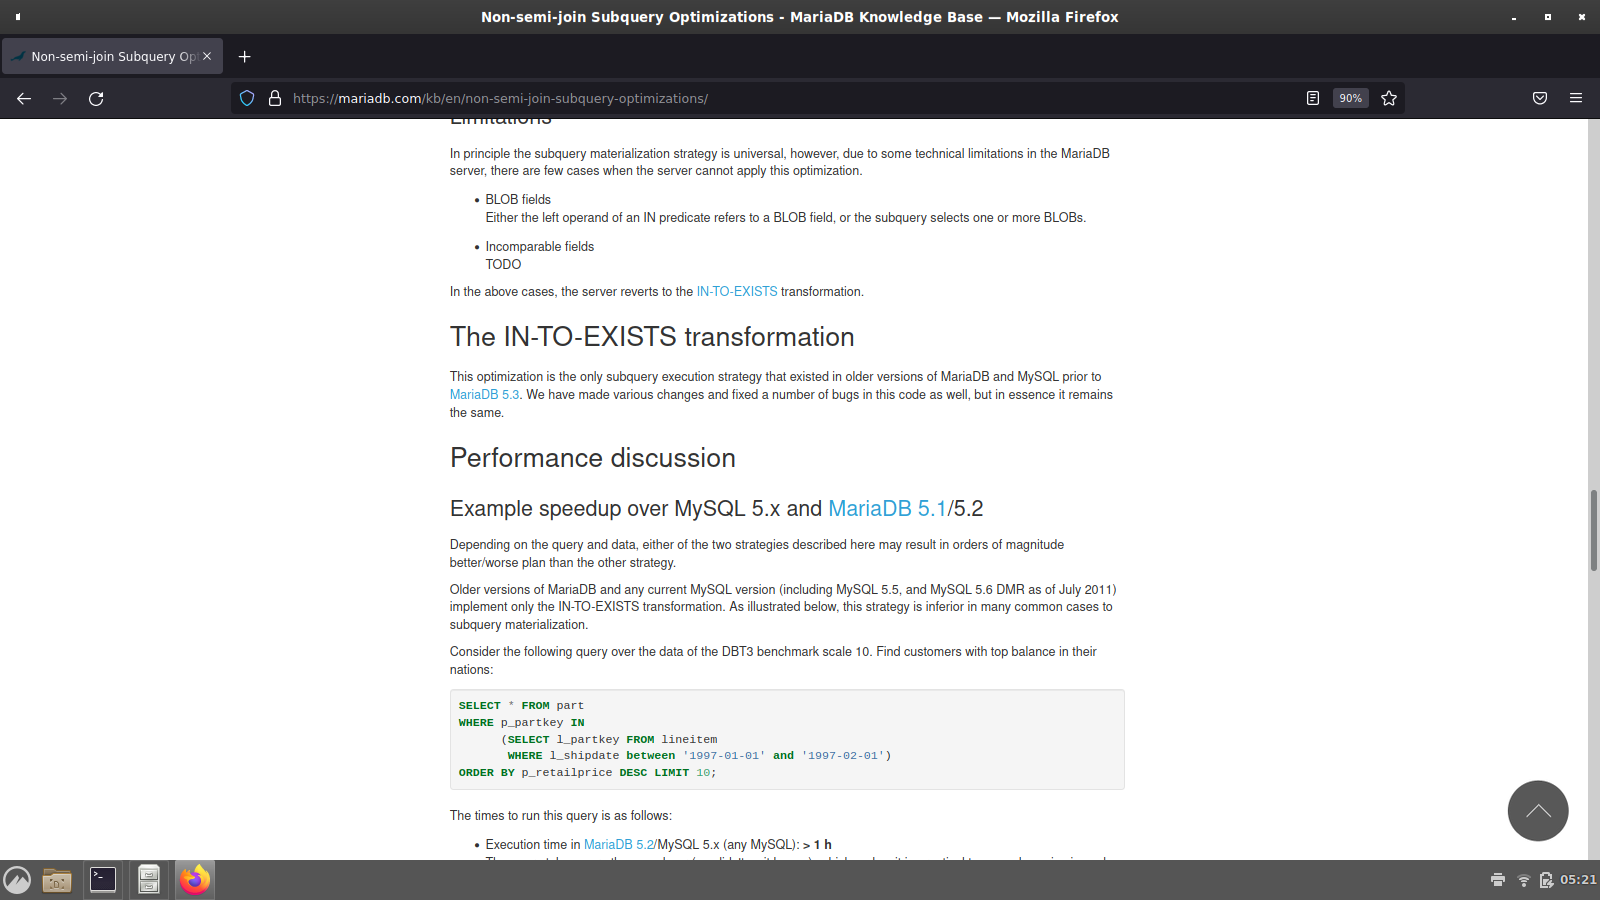 Non-semi-join Subquery Optimizations - MariaDB Knowledge Base — Mozilla Firefox
Non-semi-join Subquery Opt
https://mariadb.com/kb/en/non-semi-join-subquery-optimizations/
90%
Limitations
In principle the subquery materialization strategy is universal, however, due to some technical limitations in the MariaDB
server, there are few cases when the server cannot apply this optimization.
• BLOB fields
Either the left operand of an IN predicate refers to a BLOB field, or the subquery selects one or more BLOBs.
• Incomparable fields
TODO
In the above cases, the server reverts to the IN-TO-EXISTS transformation.
The IN-TO-EXISTS transformation
This optimization is the only subquery execution strategy that existed in older versions of MariaDB and MySQL prior to
MariaDB 5.3. We have made various changes and fixed a number of bugs in this code as well, but in essence it remains
the same.
Performance discussion
Example speedup over MySQL 5.x and MariaDB 5.1/5.2
Depending on the query and data, either of the two strategies described here may result in orders of magnitude
better/worse plan than the other strategy.
Older versions of MariaDB and any current MySQL version (including MySQL 5.5, and MySQL 5.6 DMR as of July 2011)
implement only the IN-TO-EXISTS transformation. As illustrated below, this strategy is inferior in many common cases to
subquery materialization.
Consider the following query over the data of the DBT3 benchmark scale 10. Find customers with top balance in their
nations:
SELECT * FROM part
WHERE p_partkey IN
(SELECT l_partkey FROM lineitem
WHERE l_shipdate between '1997-01-01' and '1997-02-01')
ORDER BY p_retailprice DESC LIMIT 10;
The times to run this query is as follows:
• Execution time in MariaDB 5.2/MySQL 5.x (any MySQL): > 1 h
05:21